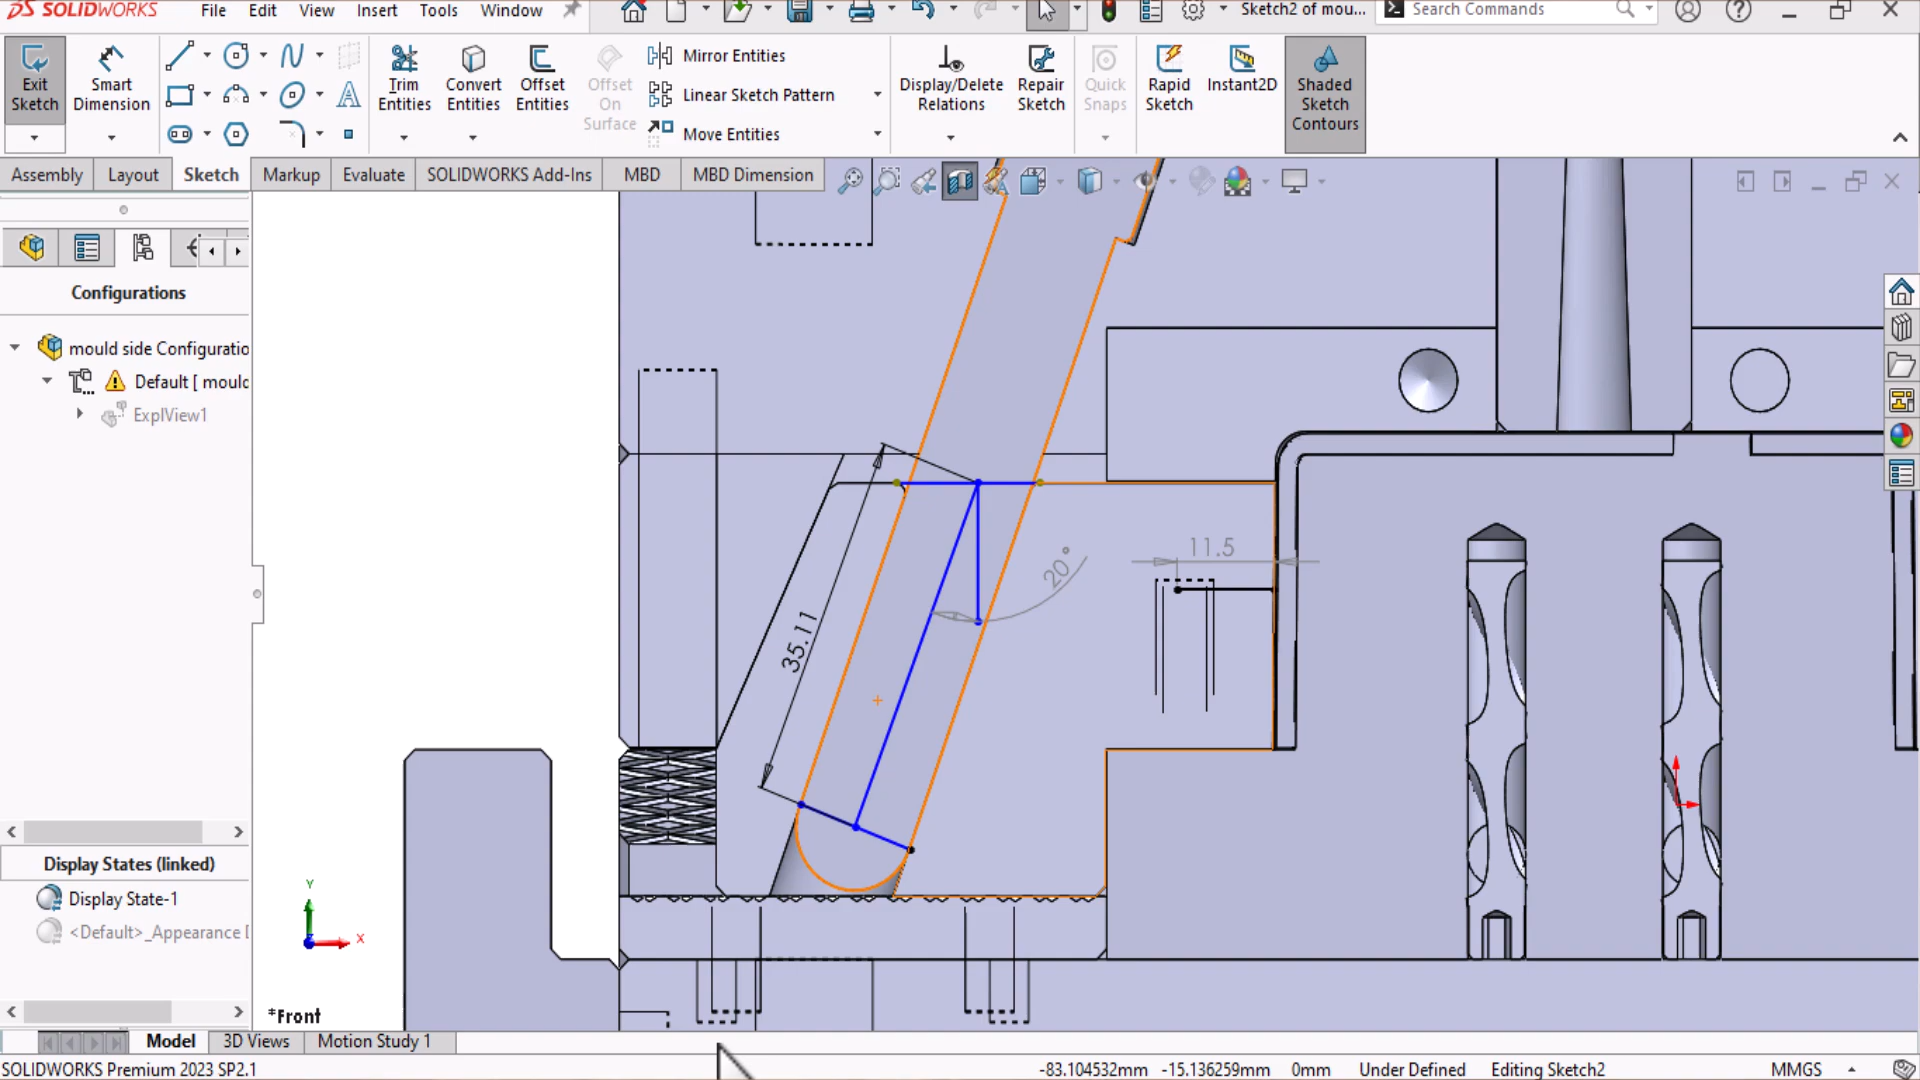 SOLIDWORKS File Edit View Insert Tools Window Sketch2 of mou... Search Commands
Exit Sketch
Smart Dimension
Trim Entities
Convert Entities
Offset Entities
Offset On Surface
Mirror Entities
Linear Sketch Pattern
Move Entities
Display/Delete Relations
Repair Sketch
Quick Snaps
Rapid Sketch
Instant2D
Shaded Sketch Contours
Assembly Layout Sketch Markup Evaluate SOLIDWORKS Add-Ins MBD MBD Dimension
Configurations
mould side Configuratio
Default [ mould
ExplView1
11.5
20°
35.11
Display States (linked)
Display State-1
<Default>_Appearance
Y
X
*Front
Model 3D Views Motion Study 1
SOLIDWORKS Premium 2023 SP2.1 -83.104532mm -15.136259mm 0mm Under Defined Editing Sketch2 MMGS